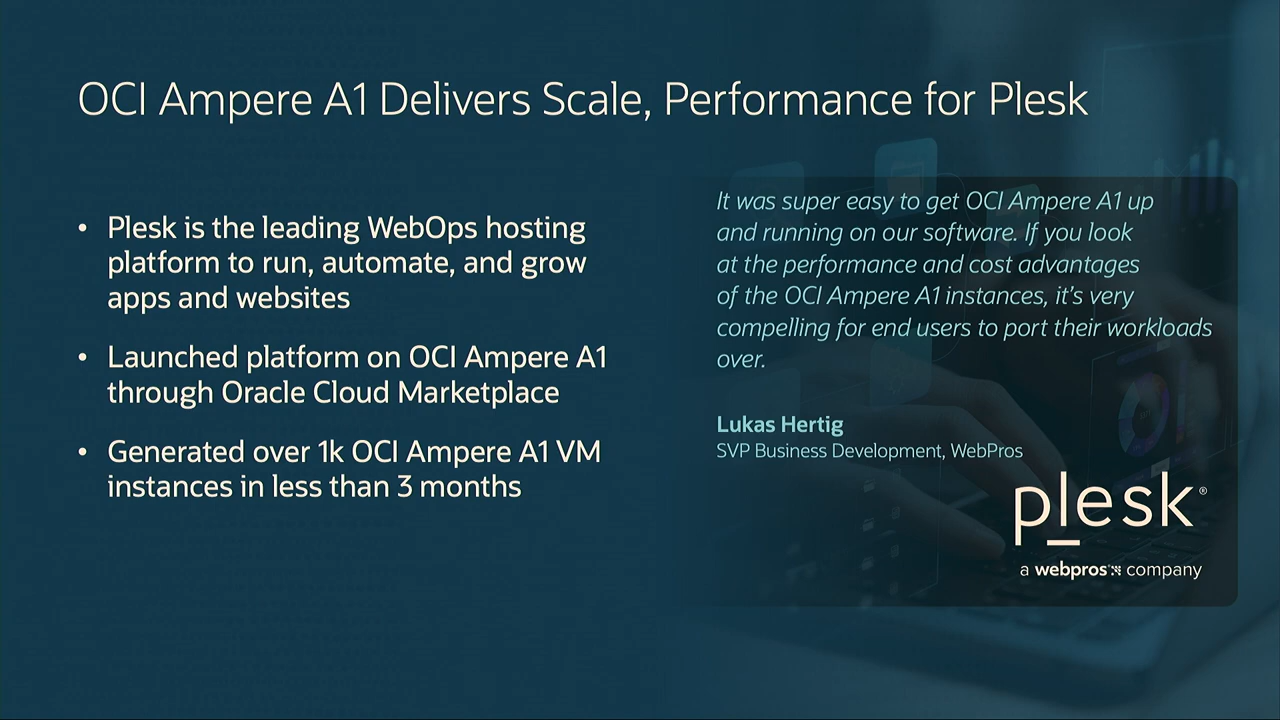 OCI Ampere A1 Delivers Scale, Performance for Plesk
• Plesk is the leading WebOps hosting
platform to run, automate, and grow
apps and websites
• Launched platform on OCI Ampere A1
through Oracle Cloud Marketplace
• Generated over 1k OCI Ampere A1 VM
instances in less than 3 months
It was super easy to get OCI Ampere A1 up
and running on our software. If you look
at the performance and cost advantages
of the OCI Ampere A1 instances, it’s very
compelling for end users to port their workloads
over.
Lukas Hertig
SVP Business Development, WebPros
plesk®
a webpros company